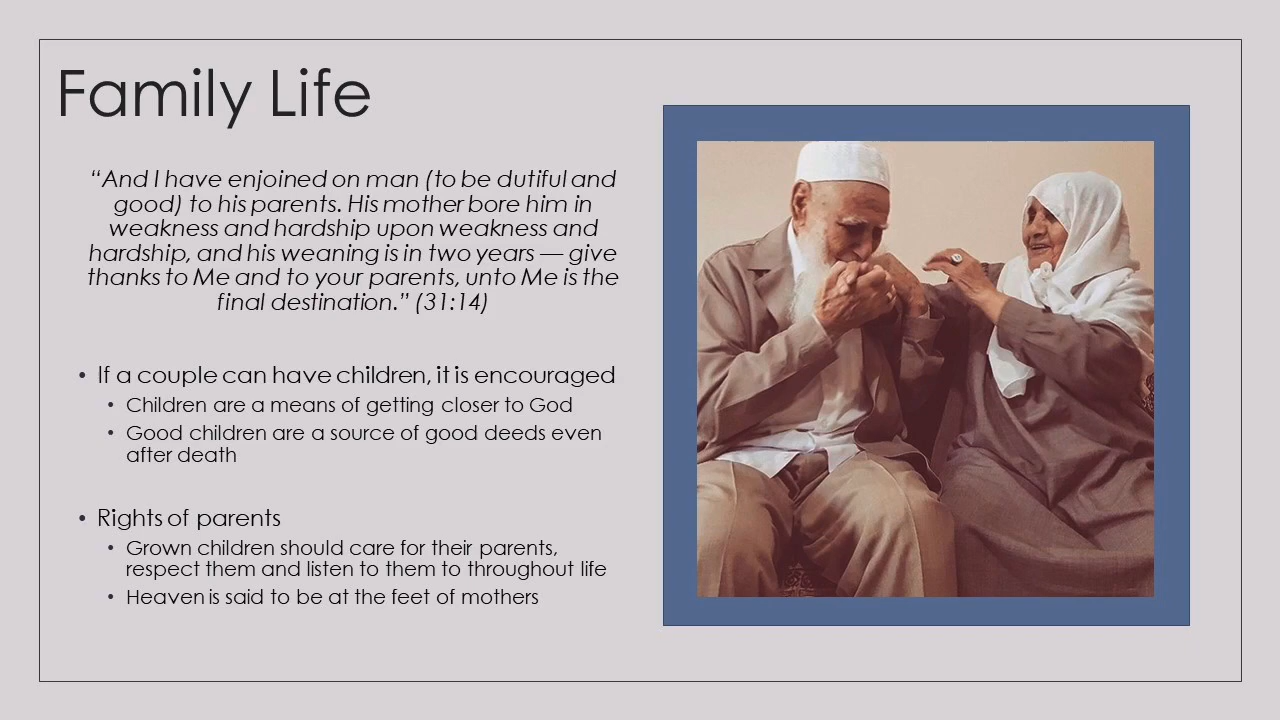 Family Life
“And I have enjoined on man (to be dutiful and
good) to his parents. His mother bore him in
weakness and hardship upon weakness and
hardship, and his weaning is in two years — give
thanks to Me and to your parents, unto Me is the
final destination.” (31:14)
• If a couple can have children, it is encouraged
• Children are a means of getting closer to God
• Good children are a source of good deeds even
after death
• Rights of parents
• Grown children should care for their parents,
respect them and listen to them to throughout life
• Heaven is said to be at the feet of mothers